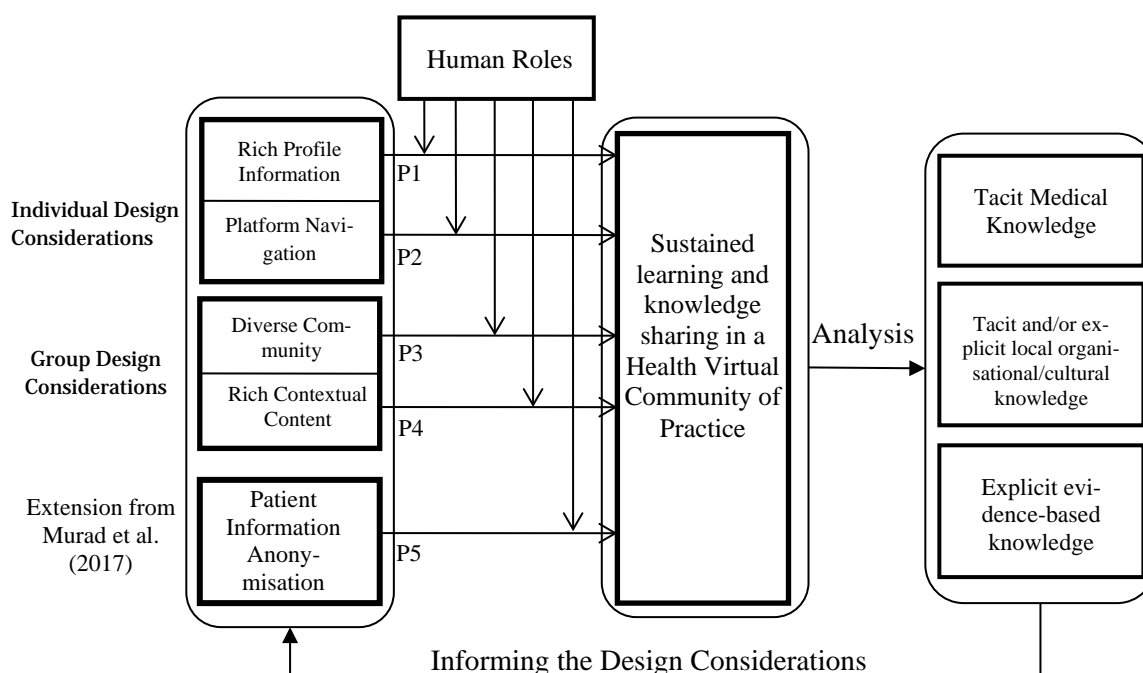 Human Roles
Individual Design
Considerations
Rich Profile
Information
P1
Platform Navi-
gation
P2
Group Design
Considerations
Diverse Com-
munity
P3
Rich Contextual
Content
P4
Extension from
Murad et al.
(2017)
Patient
Information
Anony-
misation
P5
Sustained
learning and
knowledge
sharing in a
Health Virtual
Community of
Practice
Analysis
Tacit Medical
Knowledge
Tacit and/or ex-
plicit local organi-
sational/cultural
knowledge
Explicit evi-
dence-based
knowledge
Informing the Design Considerations